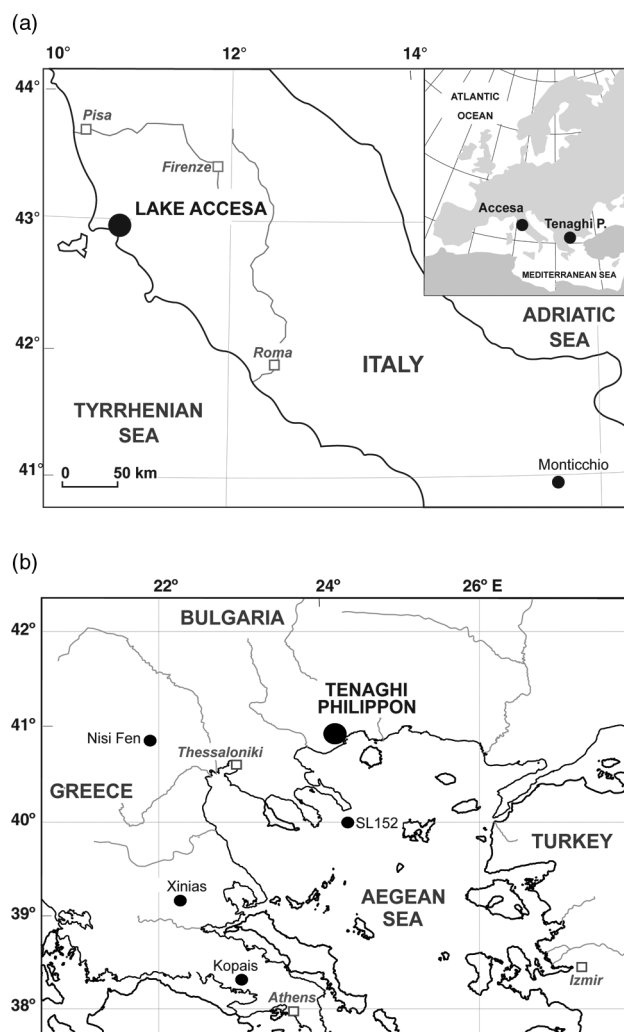 (a)
10° 12° 14°
44°
ATLANTIC
OCEAN
Pisa
Firenze
LAKE ACCESA
43°
Accesa
Tenaghi P.
MEDITERRANEAN SEA
ADRIATIC
SEA
42°
Roma
ITALY
TYRRHENIAN
SEA
41°
0 50 km
Monticchio
(b)
22° 24° 26° E
42°
BULGARIA
TENAGHI
PHILIPPON
41°
Nisi Fen
Thessaloniki
GREECE
40°
SL152
TURKEY
Xinias
AEGEAN
SEA
39°
Kopais
Izmir
Athens
38°